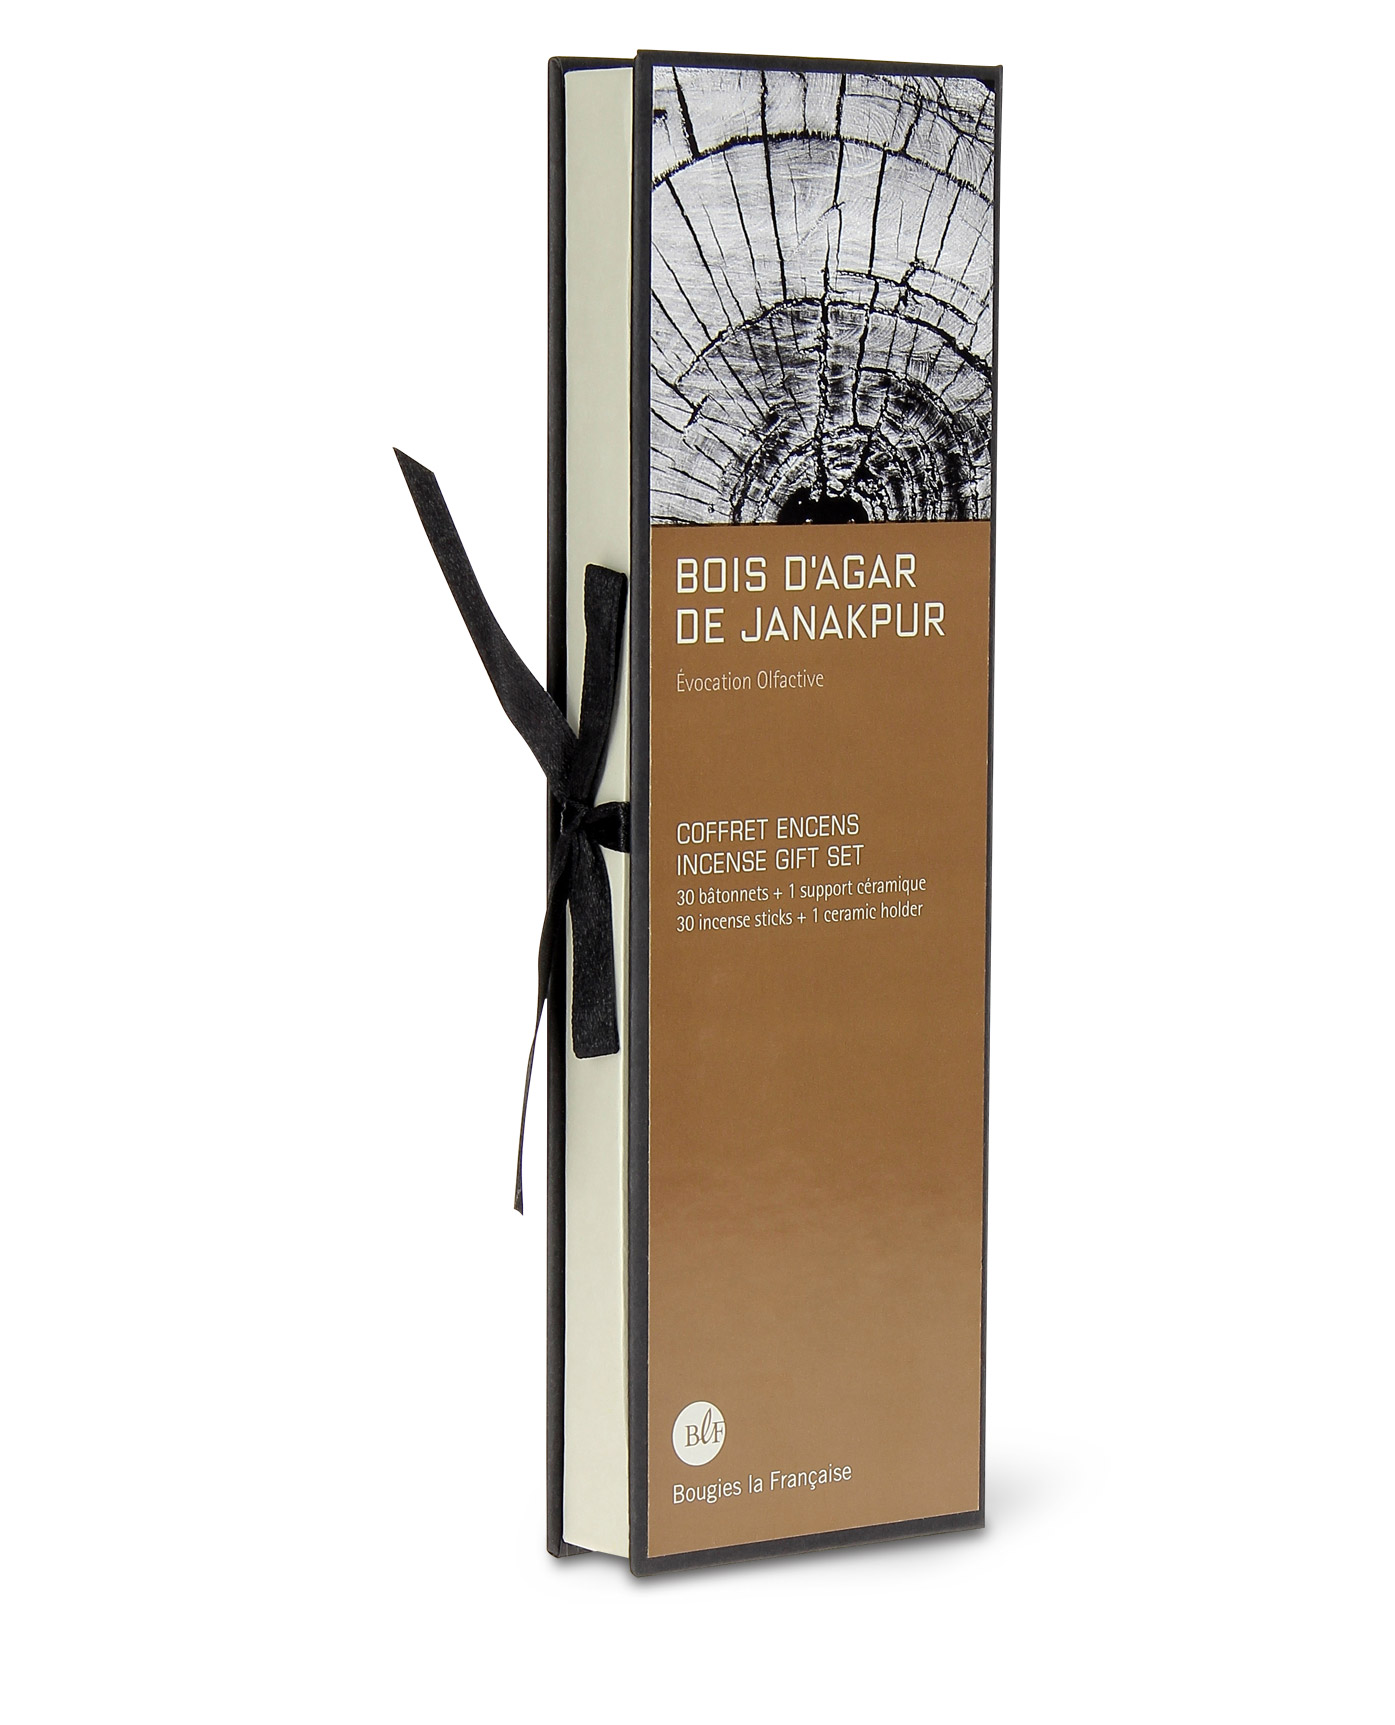 BOIS D'AGAR
DE JANAKPUR
Évocation Olfactive
COFFRET ENCENS
INCENSE GIFT SET
30 bâtonnets + 1 support céramique
30 incense sticks + 1 ceramic holder
BlF
Bougies la Française